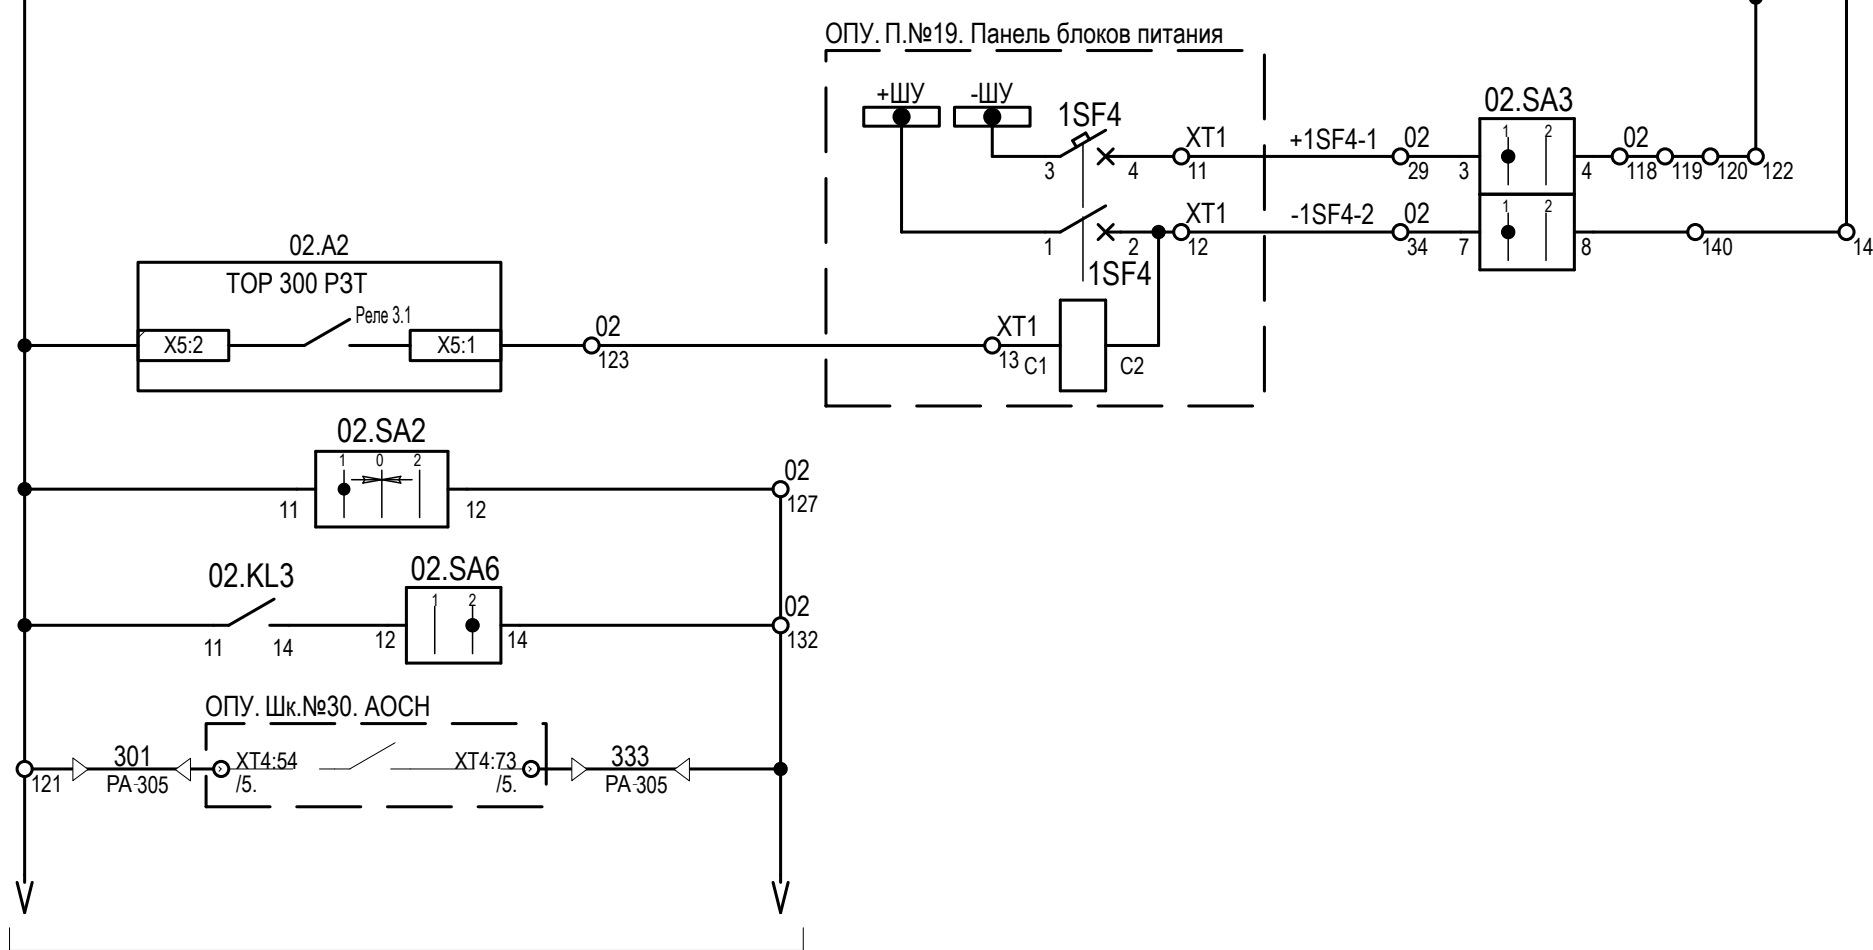 ОПУ. П.№19. Панель блоков питания
+ШУ
-ШУ
1SF4
02.SA3
3
4
XT1
11
+1SF4-1
02
29
3
1
2
4
02
118
119
120
122
1
2
XT1
12
-1SF4-2
02
34
7
1
2
8
140
14
1SF4
02.A2
ТОР 300 РЗТ
Реле 3.1
X5:2
X5:1
02
123
XT1
13
C1
C2
02.SA2
1
0
2
11
12
02
127
02.KL3
02.SA6
11
14
12
1
2
14
02
132
ОПУ. Шк.№30. АОСН
121
301
РА-305
XT4:54
/5.
XT4:73
/5.
333
РА-305